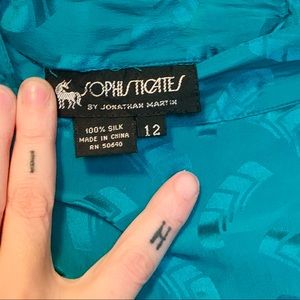 SOPHISTICATES
BY JONATHAN MARTIN
100% SILK
MADE IN CHINA
RN 50640
12
H